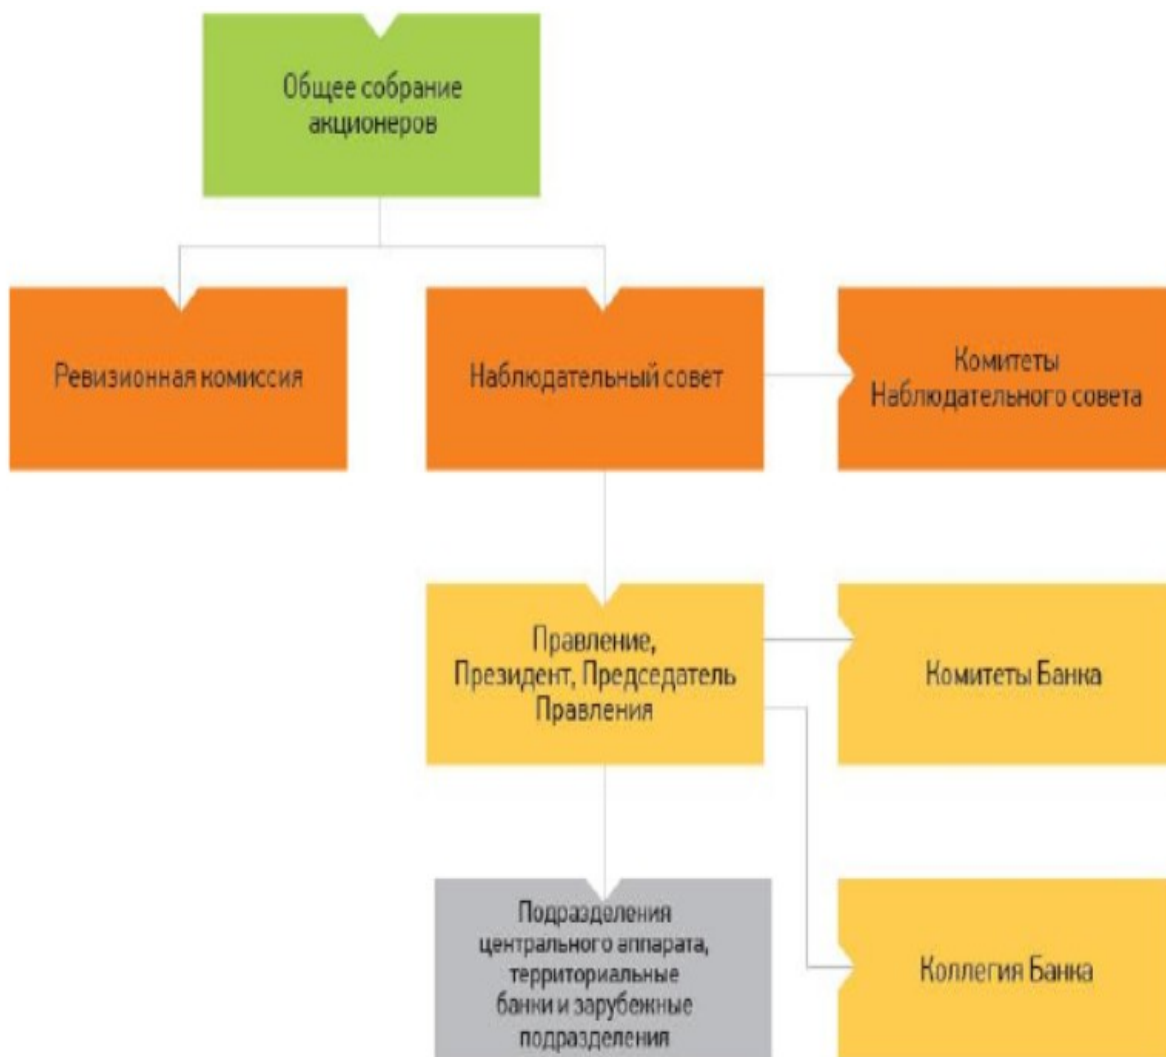 Общее собрание
акционеров
Ревизионная комиссия
Наблюдательный совет
Комитеты
Наблюдательного совета
Правление,
Президент, Председатель
Правления
Комитеты Банка
Подразделения
центрального аппарата,
территориальные
банки и зарубежные
подразделения
Коллегия Банка